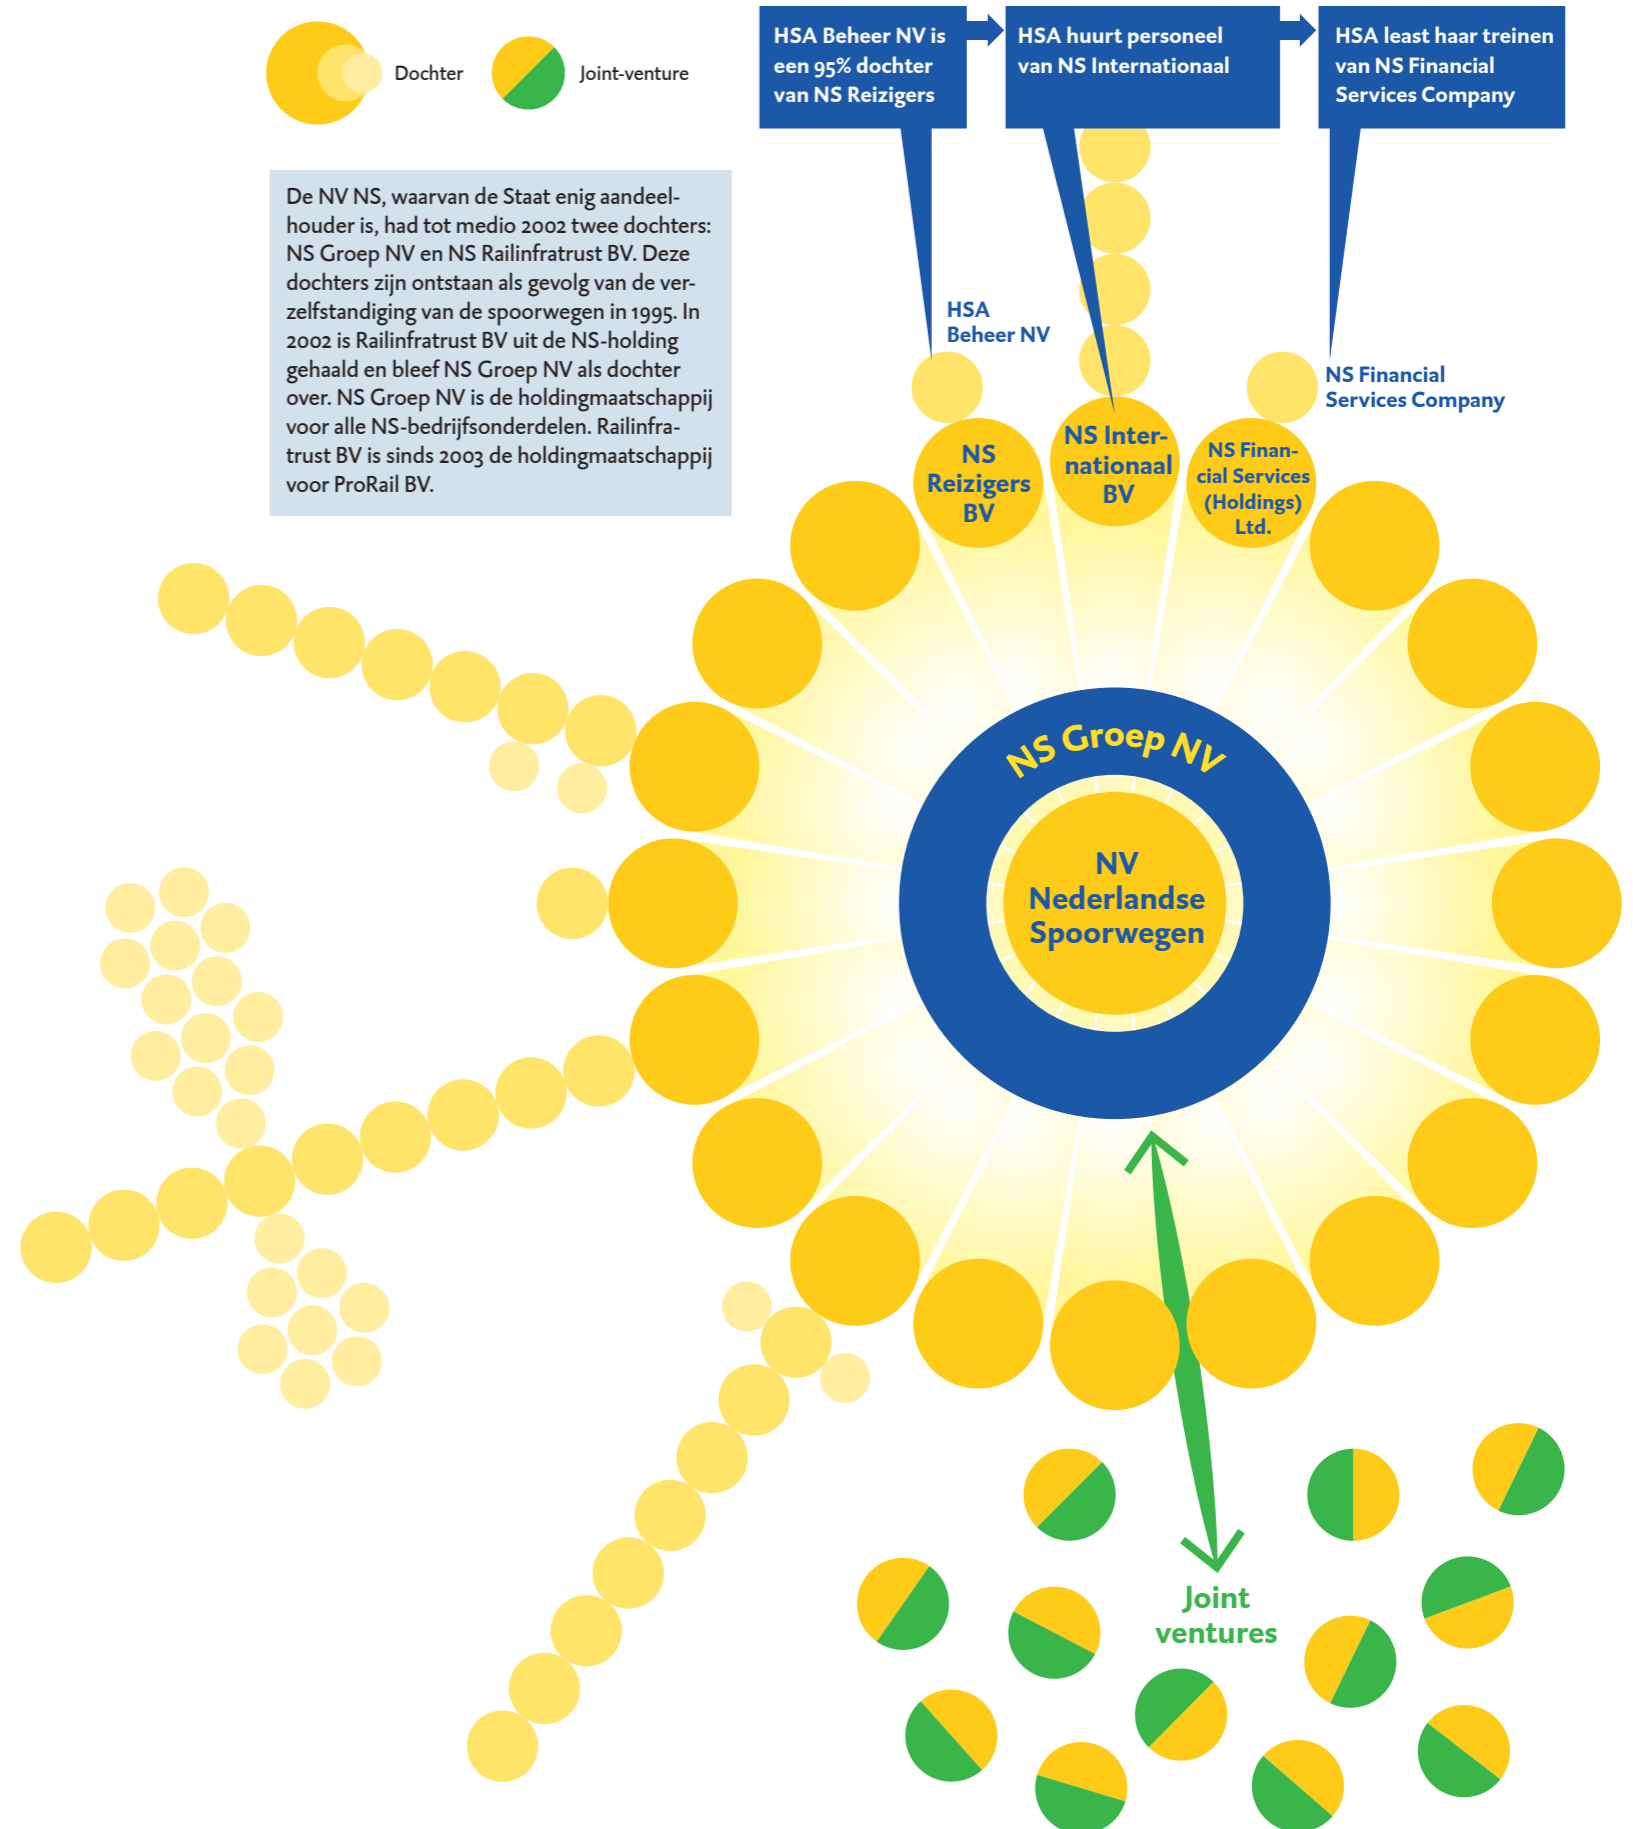 HSA Beheer NV is
een 95% dochter
van NS Reizigers
HSA huurt personeel
van NS Internationaal
HSA least haar treinen
van NS Financial
Services Company
Dochter
Joint-venture
De NV NS, waarvan de Staat enig aandeel-
houder is, had tot medio 2002 twee dochters:
NS Groep NV en NS Railinfratrust BV. Deze
dochters zijn ontstaan als gevolg van de ver-
zelfstandiging van de spoorwegen in 1995. In
2002 is Railinfratrust BV uit de NS-holding
gehaald en bleef NS Groep NV als dochter
over. NS Groep NV is de holdingmaatschappij
voor alle NS-bedrijfsonderdelen. Railinfra-
trust BV is sinds 2003 de holdingmaatschappij
voor ProRail BV.
HSA
Beheer NV
NS Financial
Services Company
NS
Reizigers
BV
NS Inter-
nationaal
BV
NS Finan-
cial Services
(Holdings)
Ltd.
NS Groep NV
NV
Nederlandse
Spoorwegen
Joint
ventures